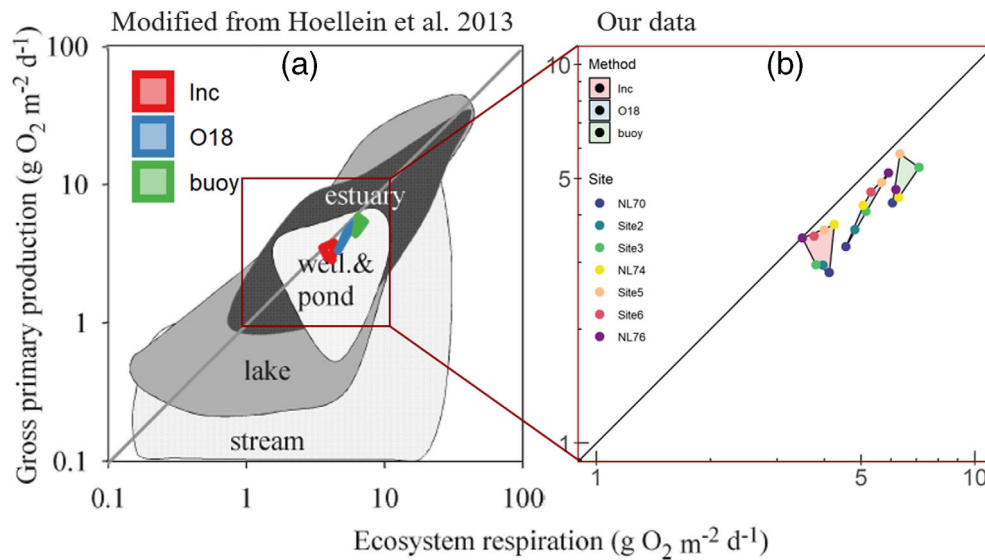 Modified from Hoellein et al. 2013
Our data
Gross primary production (g O₂ m⁻² d⁻¹)
100
10
1
0.1
(a)
Inc
O18
buoy
estuary
wetl.&
pond
lake
stream
0.1
1
10
100
(b)
10
5
1
Method
Inc
O18
buoy
Site
NL70
Site2
Site3
NL74
Site5
Site6
NL76
1
5
10
Ecosystem respiration (g O₂ m⁻² d⁻¹)